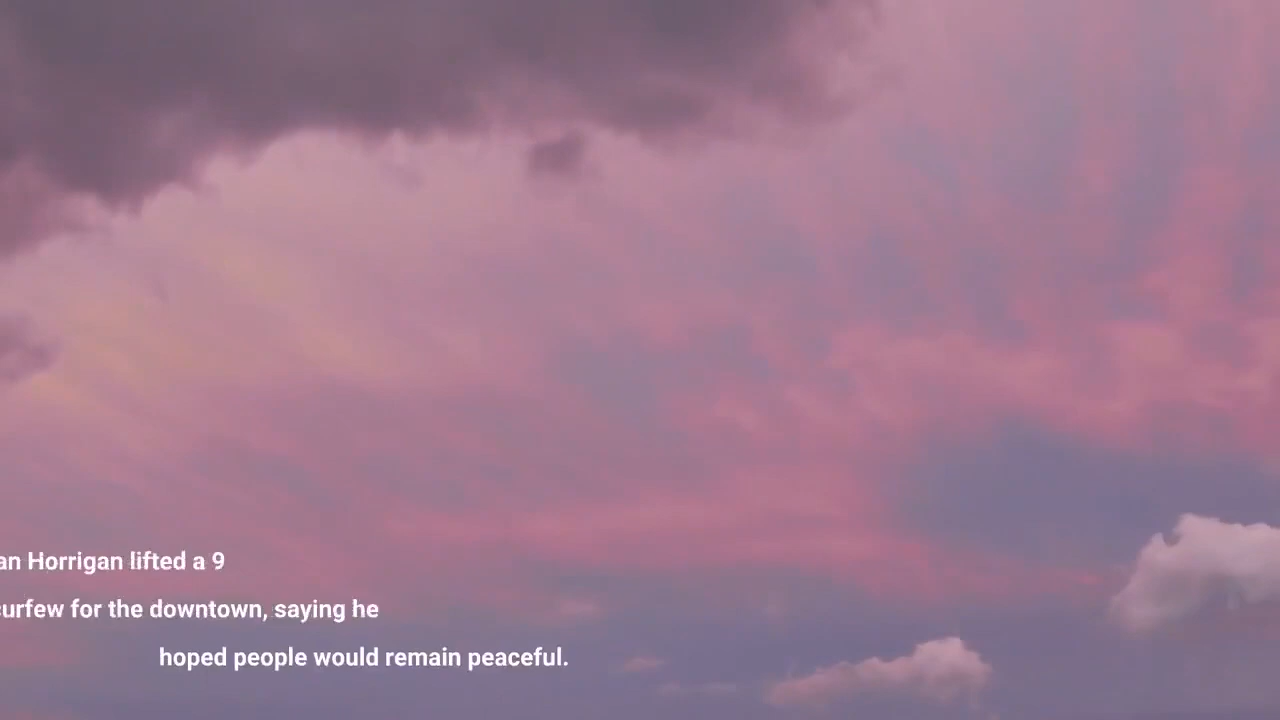 an Horrigan lifted a 9
curfew for the downtown, saying he
hoped people would remain peaceful.